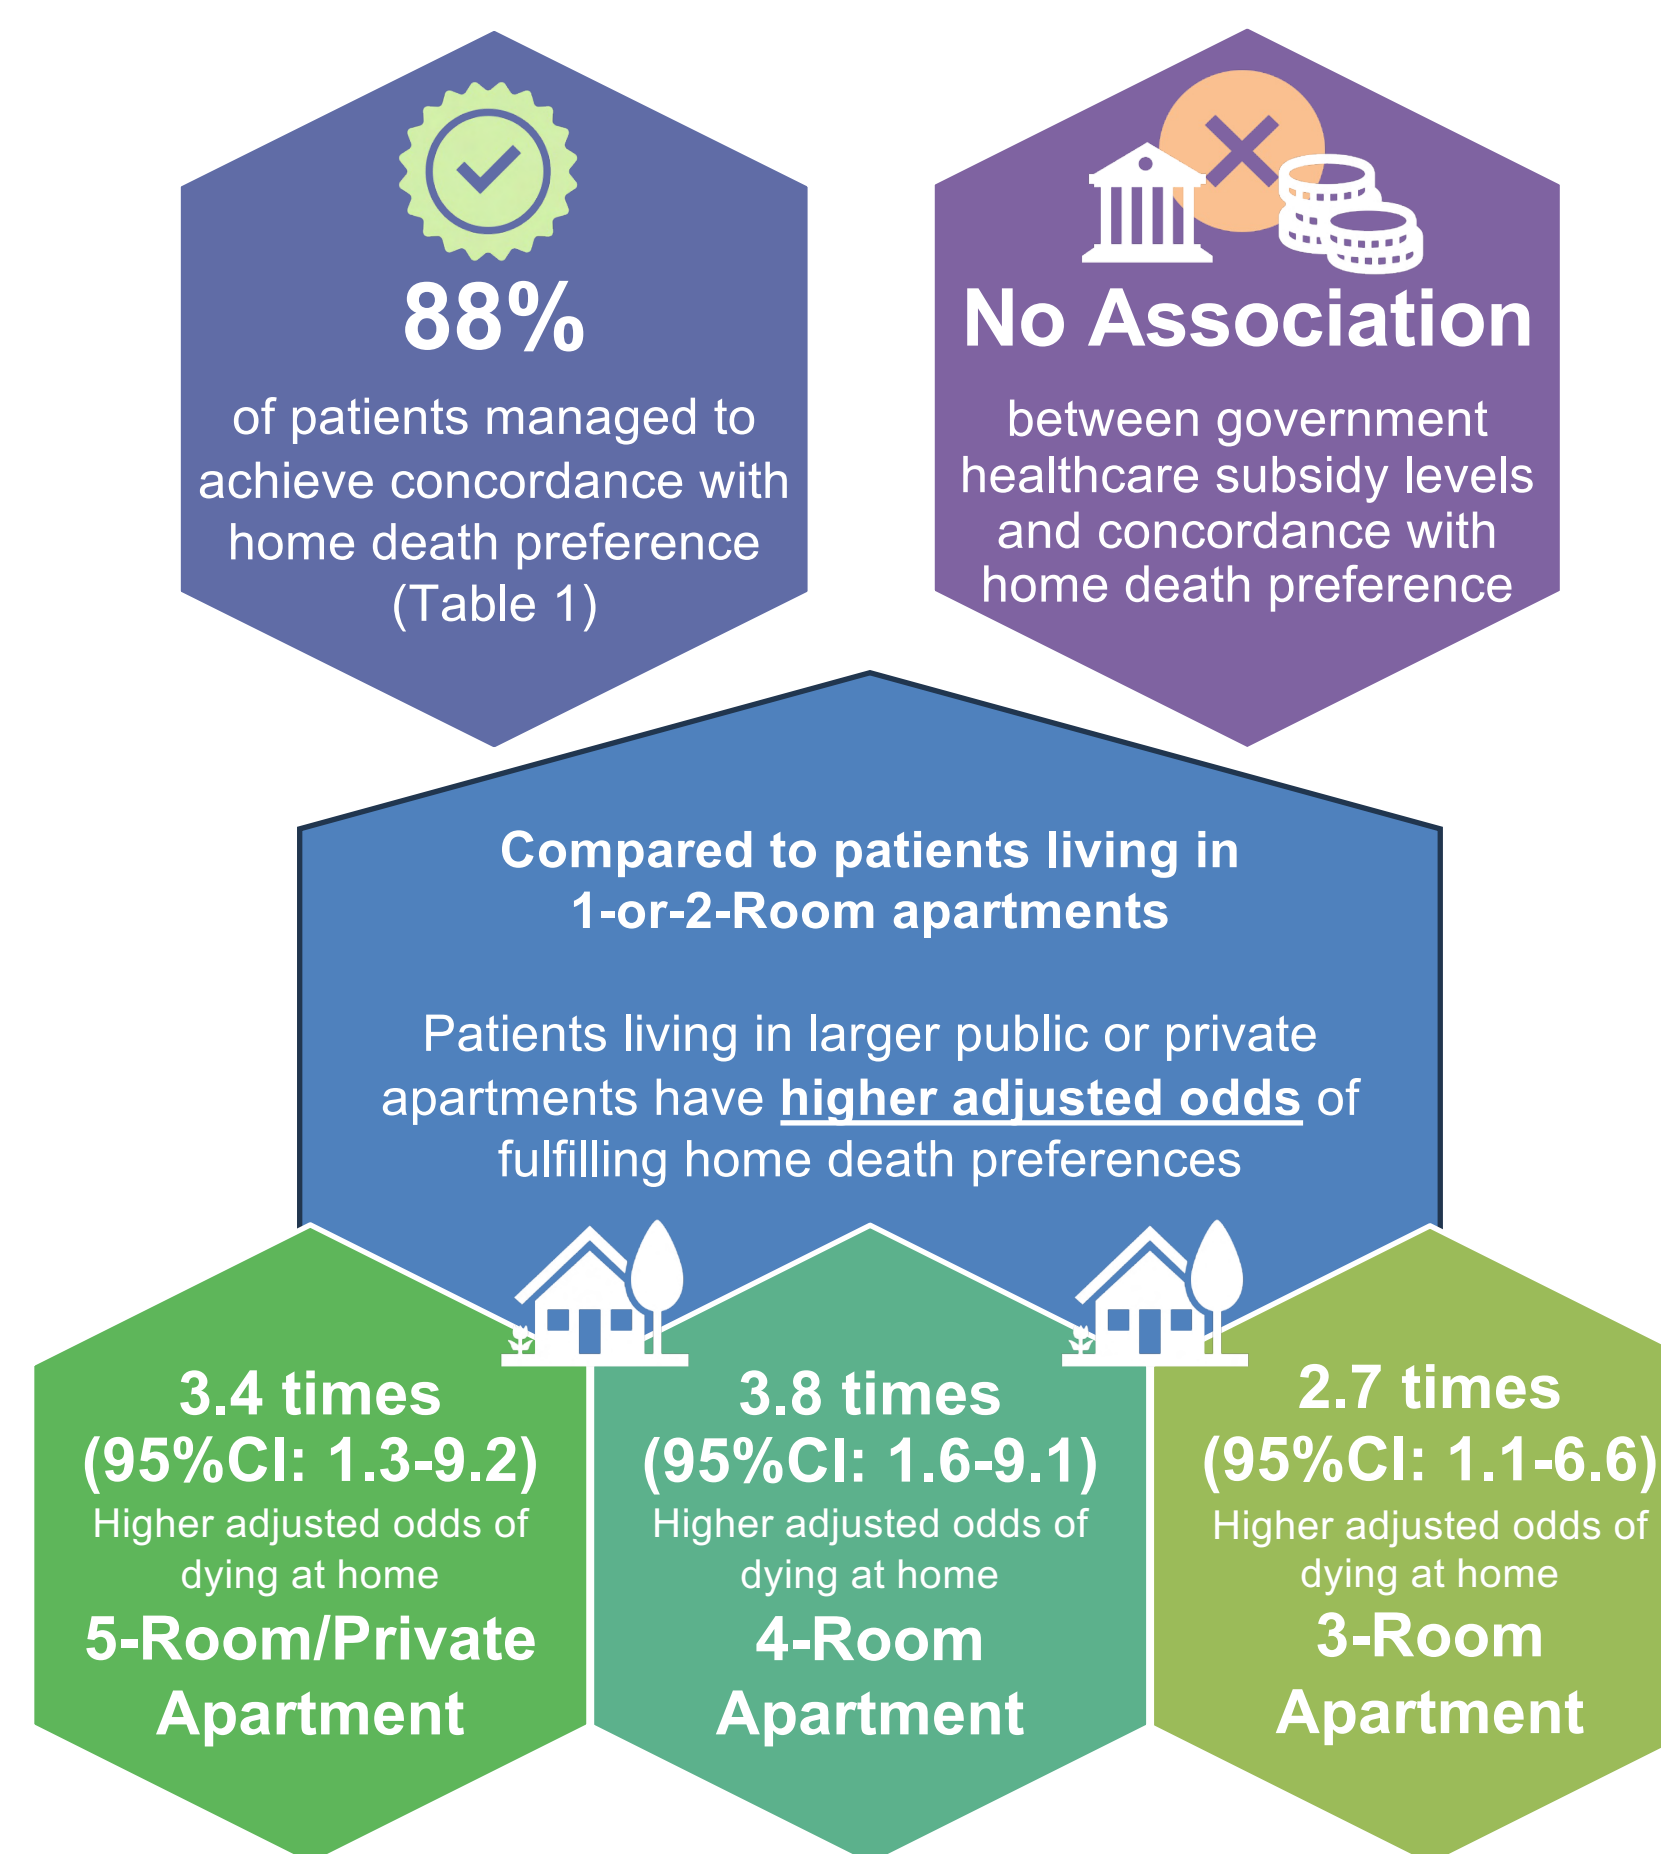 88%
of patients managed to
achieve concordance with
home death preference
(Table 1)
No Association
between government
healthcare subsidy levels
and concordance with
home death preference
Compared to patients living in
1-or-2-Room apartments
Patients living in larger public or private
apartments have higher adjusted odds of
fulfilling home death preferences
3.4 times
(95%CI: 1.3-9.2)
Higher adjusted odds of
dying at home
5-Room/Private
Apartment
3.8 times
(95%CI: 1.6-9.1)
Higher adjusted odds of
dying at home
4-Room
Apartment
2.7 times
(95%CI: 1.1-6.6)
Higher adjusted odds of
dying at home
3-Room
Apartment